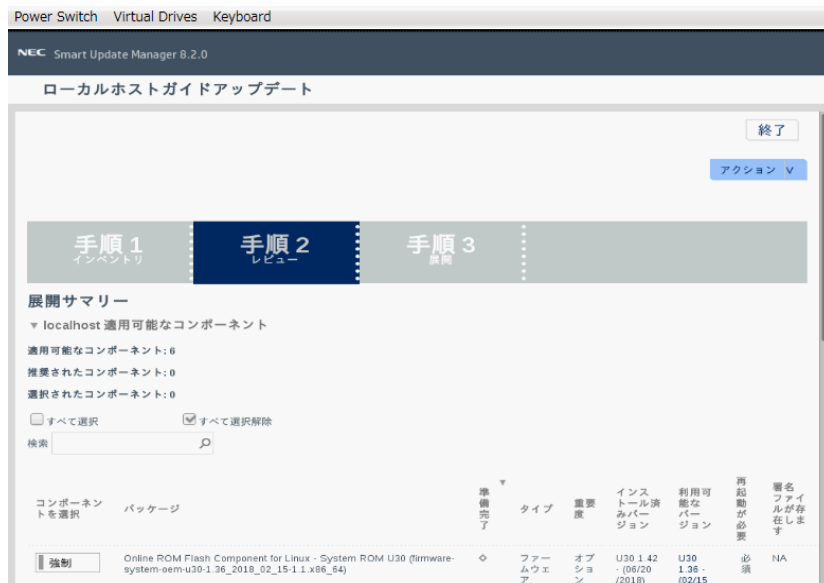 Power Switch Virtual Drives Keyboard
NEC Smart Update Manager 8.2.0
ローカルホストガイドアップデート
終了
アクション ∨
手順 1
インベントリ
手順 2
レビュー
手順 3
展開
展開サマリー
▼ localhost 適用可能なコンポーネント
適用可能なコンポーネント: 6
推奨されたコンポーネント: 0
選択されたコンポーネント: 0
すべて選択 すべて選択解除
検索
コンポーネン
トを選択
パッケージ
準
備
完
了
タイプ
重要
度
インス
トール済
みバー
ジョン
利用可
能な
バー
ジョン
再
起
動
が
必
要
署名
ファイ
ルが存
在しま
す
強制
Online ROM Flash Component for Linux - System ROM U30 (firmware-
system-oem-u30-1.36_2018_02_15-1.1.x86_64)
ファー
ムウェ
ア
オプ
ショ
ン
U30 1.42
- (06/20
/2018)
U30
1.36 -
(02/15
必
須
NA